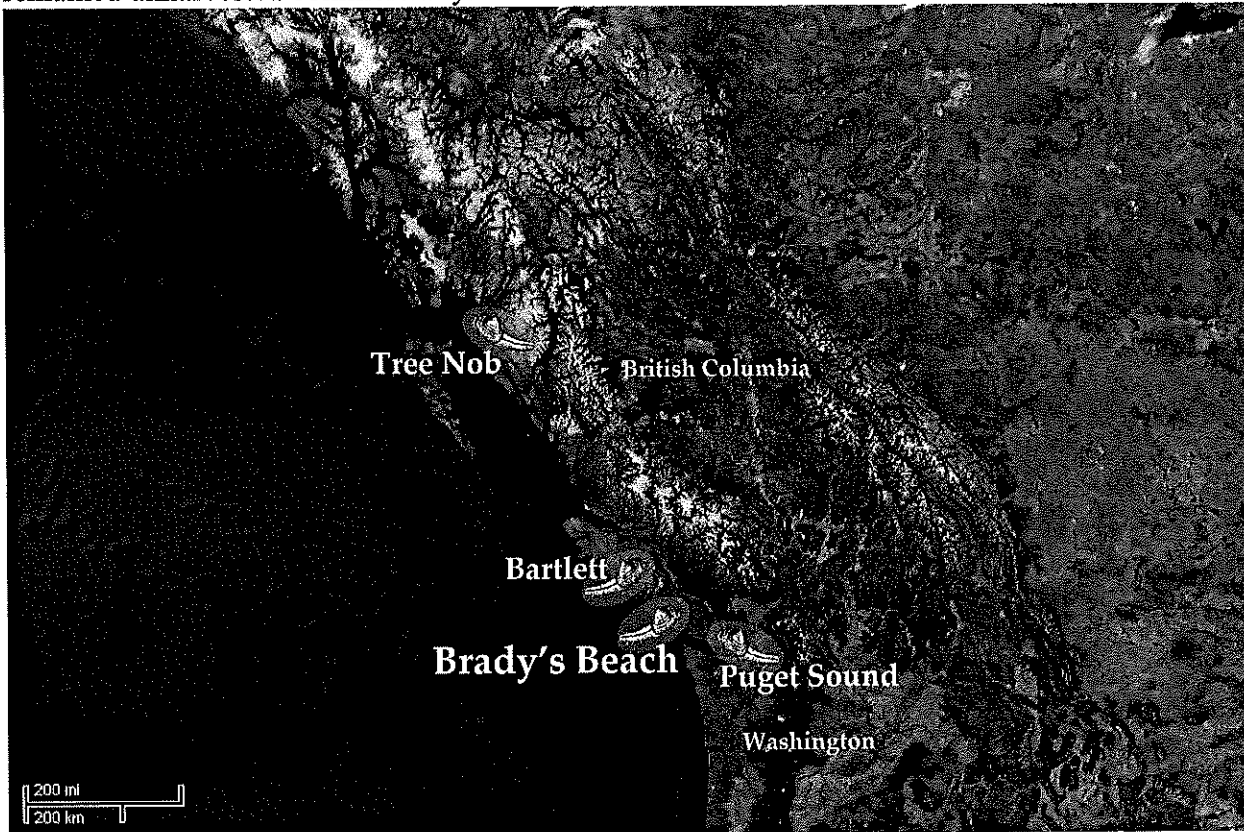 Tree Nob
British Columbia
Bartlett
Brady's Beach
Puget Sound
Washington
200 mi
200 km